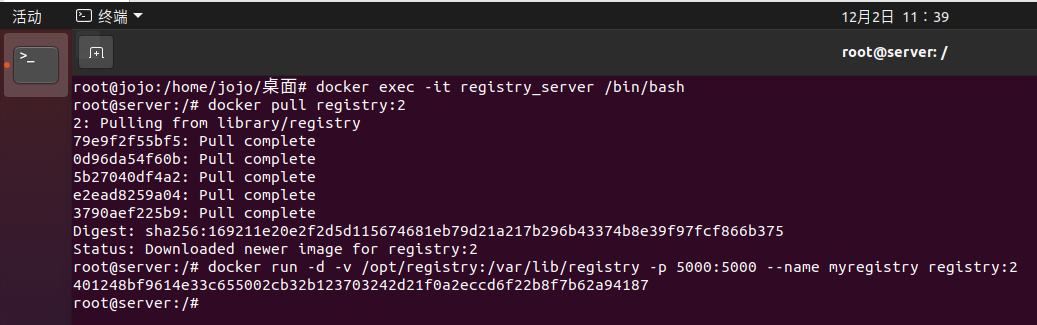 活动 终端 12月2日 11：39
root@server: /
root@jojo:/home/jojo/桌面# docker exec -it registry_server /bin/bash
root@server:/# docker pull registry:2
2: Pulling from library/registry
79e9f2f55bf5: Pull complete
0d96da54f60b: Pull complete
5b27040df4a2: Pull complete
e2ead8259a04: Pull complete
3790aef225b9: Pull complete
Digest: sha256:169211e20e2f2d5d115674681eb79d21a217b296b43374b8e39f97fcf866b375
Status: Downloaded newer image for registry:2
root@server:/# docker run -d -v /opt/registry:/var/lib/registry -p 5000:5000 --name myregistry registry:2
401248bf9614e33c655002cb32b123703242d21f0a2eccd6f22b8f7b62a94187
root@server:/#